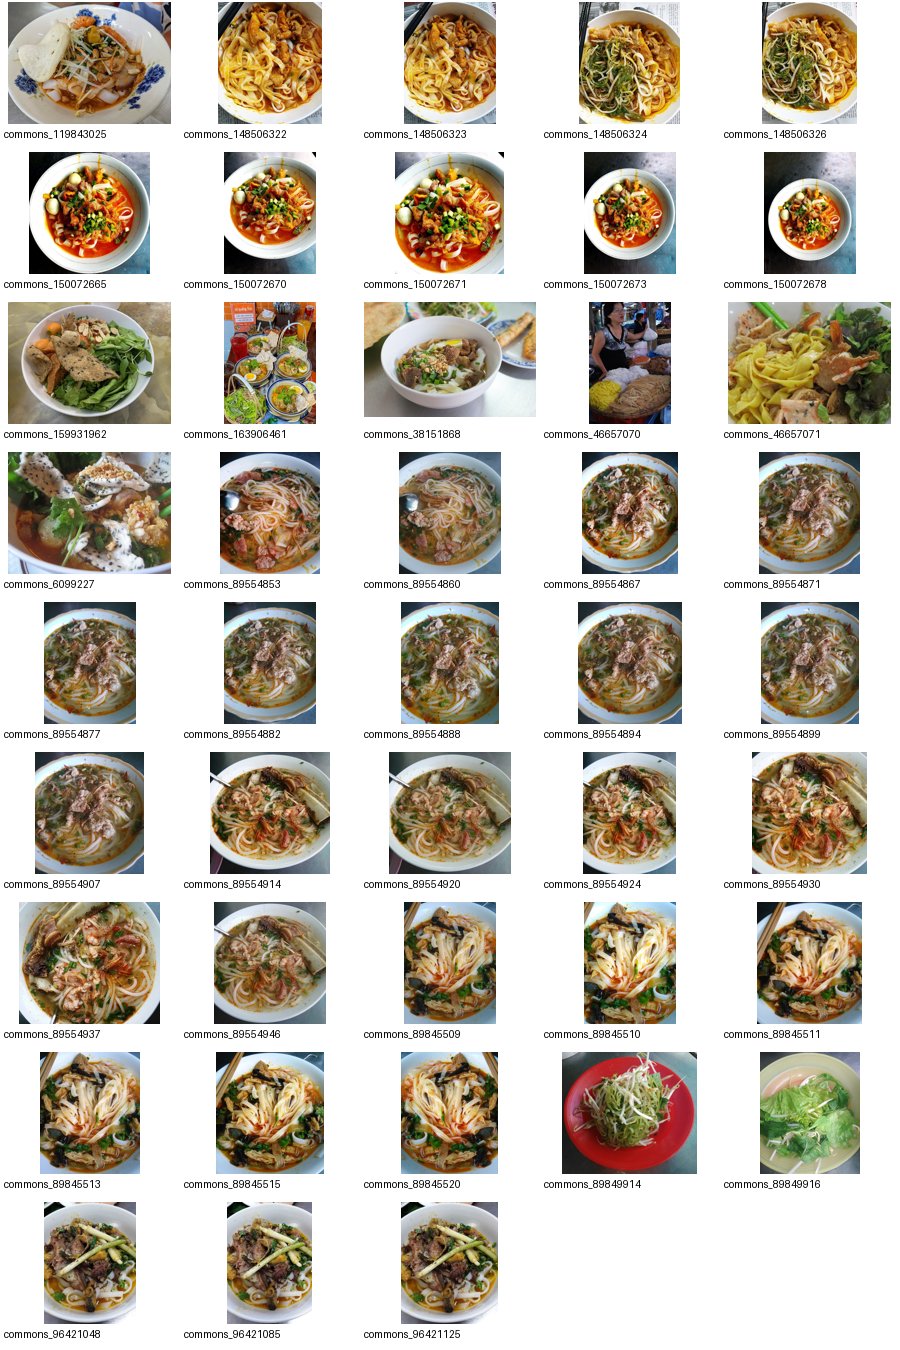 commons_119843025
commons_148506322
commons_148506323
commons_148506324
commons_148506326
commons_150072665
commons_150072670
commons_150072671
commons_150072673
commons_150072678
commons_159931962
commons_163906461
commons_38151868
commons_46657070
commons_46657071
commons_6099227
commons_89554853
commons_89554860
commons_89554867
commons_89554871
commons_89554877
commons_89554882
commons_89554888
commons_89554894
commons_89554899
commons_89554907
commons_89554914
commons_89554920
commons_89554924
commons_89554930
commons_89554937
commons_89554946
commons_89845509
commons_89845510
commons_89845511
commons_89845513
commons_89845515
commons_89845520
commons_89849914
commons_89849916
commons_96421048
commons_96421085
commons_96421125